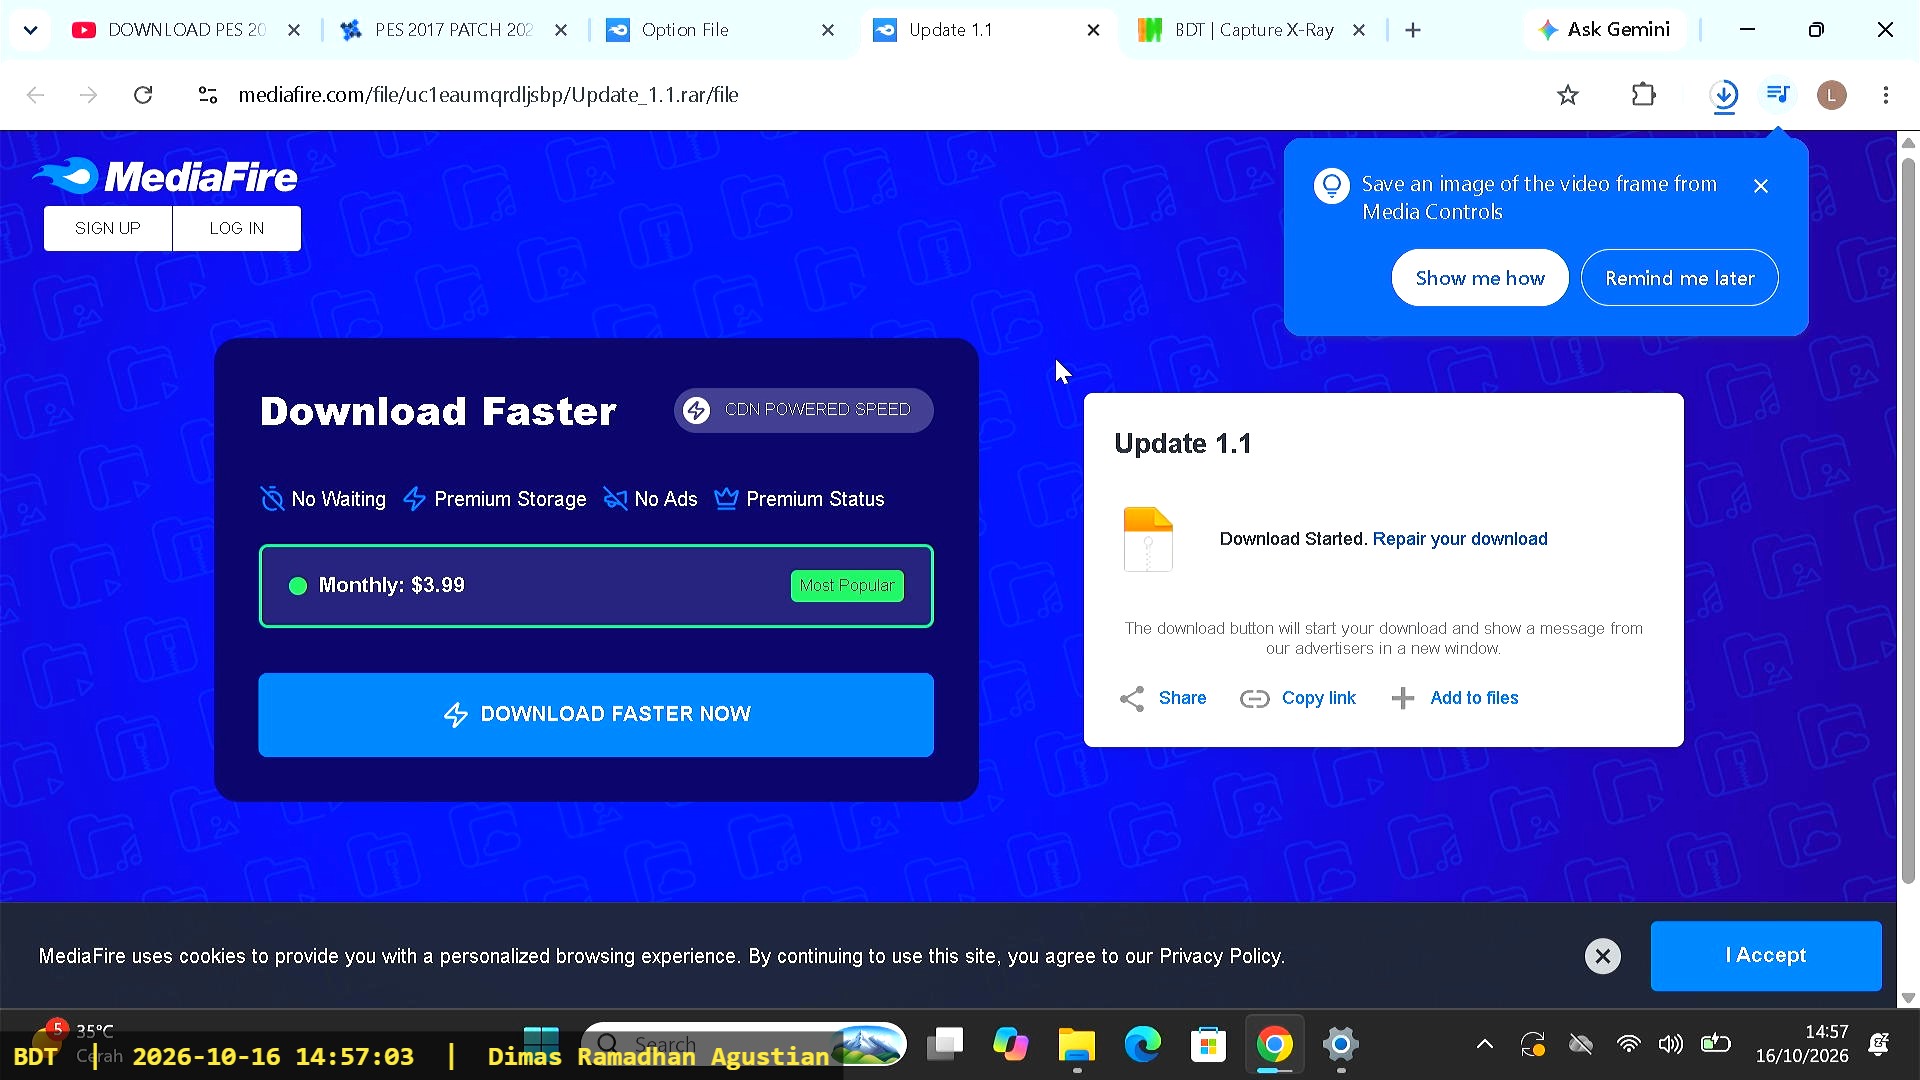 DOWNLOAD PES 20
PES 2017 PATCH 202
Option File
Update 1.1
BDT | Capture X-Ray
Ask Gemini
mediafire.com/file/uc1eaumqrdljsbp/Update_1.1.rar/file
L
MediaFire
SIGN UP
LOG IN
Save an image of the video frame from
Media Controls
Show me how
Remind me later
Download Faster
CDN POWERED SPEED
No Waiting
Premium Storage
No Ads
Premium Status
Monthly: $3.99
Most Popular
DOWNLOAD FASTER NOW
Update 1.1
Download Started. Repair your download
The download button will start your download and show a message from
our advertisers in a new window.
Share
Copy link
Add to files
MediaFire uses cookies to provide you with a personalized browsing experience. By continuing to use this site, you agree to our Privacy Policy.
I Accept
5
35°C
Cerah
Search
14:57
16/10/2026
BDT | 2026-10-16 14:57:03 | Dimas Ramadhan Agustian